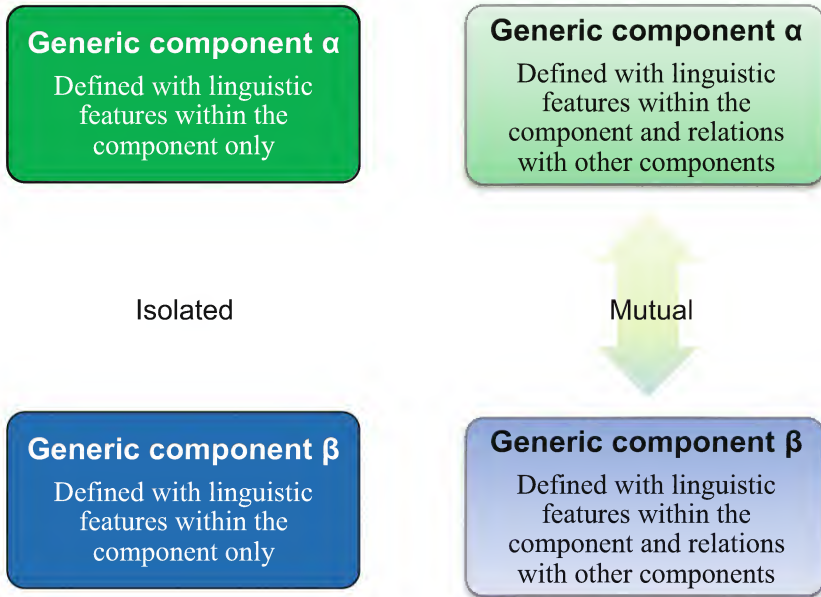 Generic component α
Defined with linguistic
features within the
component only
Generic component α
Defined with linguistic
features within the
component and relations
with other components
Isolated
Mutual
Generic component β
Defined with linguistic
features within the
component only
Generic component β
Defined with linguistic
features within the
component and relations
with other components